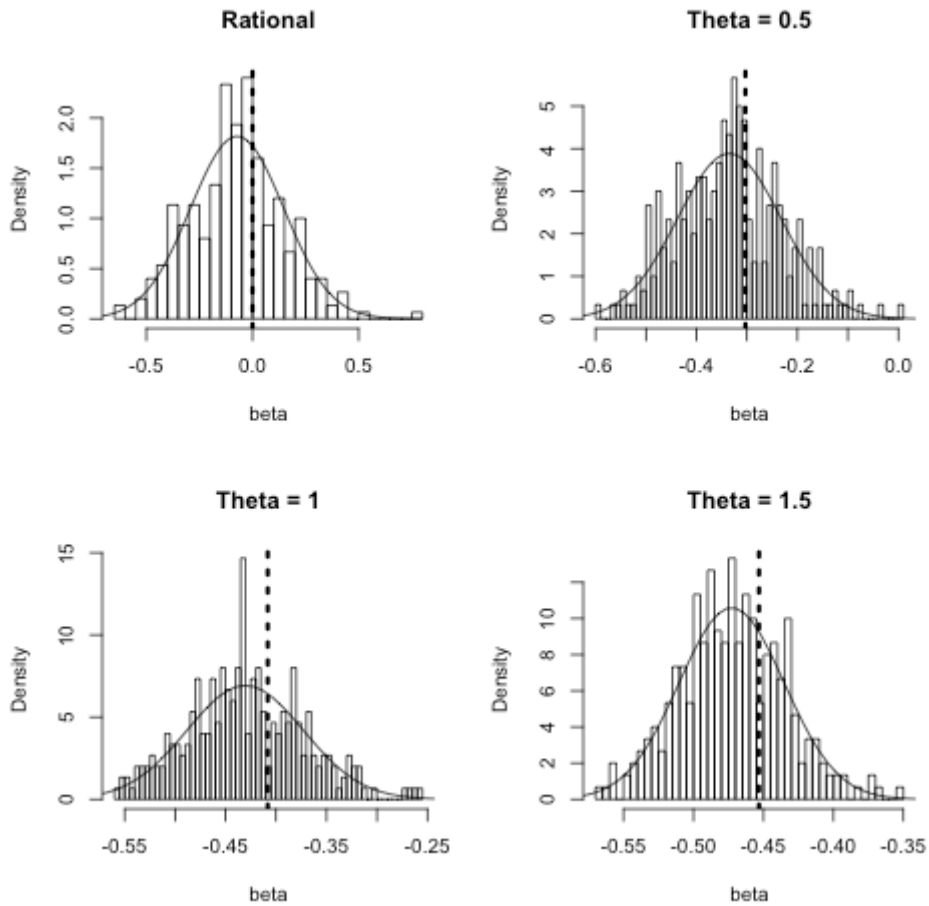 Rational
Density
0.0 0.5 1.0 1.5 2.0
-0.5 0.0 0.5
beta
Theta = 0.5
Density
0 1 2 3 4 5
-0.6 -0.4 -0.2 0.0
beta
Theta = 1
Density
0 5 10 15
-0.55 -0.45 -0.35 -0.25
beta
Theta = 1.5
Density
0 2 4 6 8 10
-0.55 -0.50 -0.45 -0.40 -0.35
beta